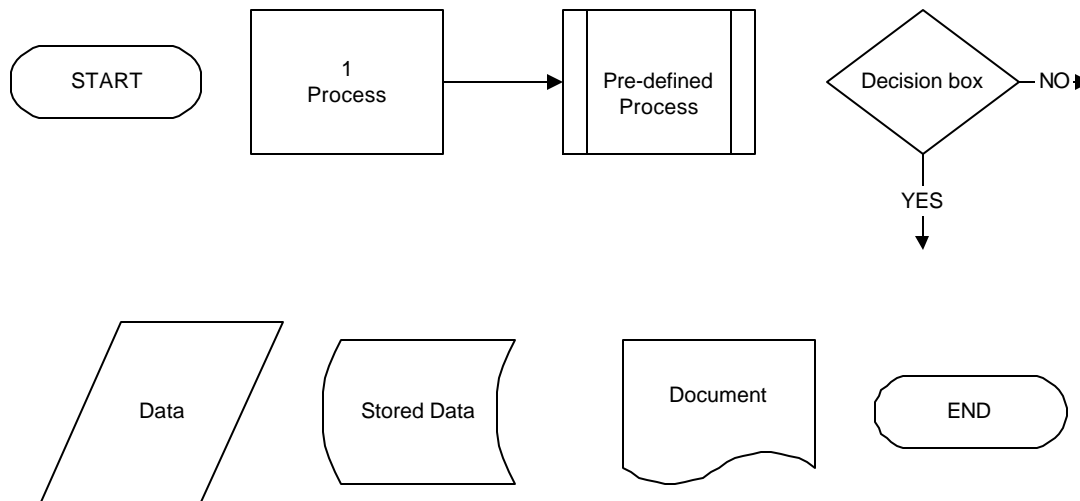 START
1
Process
Pre-defined
Process
Decision box
NO
YES
Data
Stored Data
Document
END